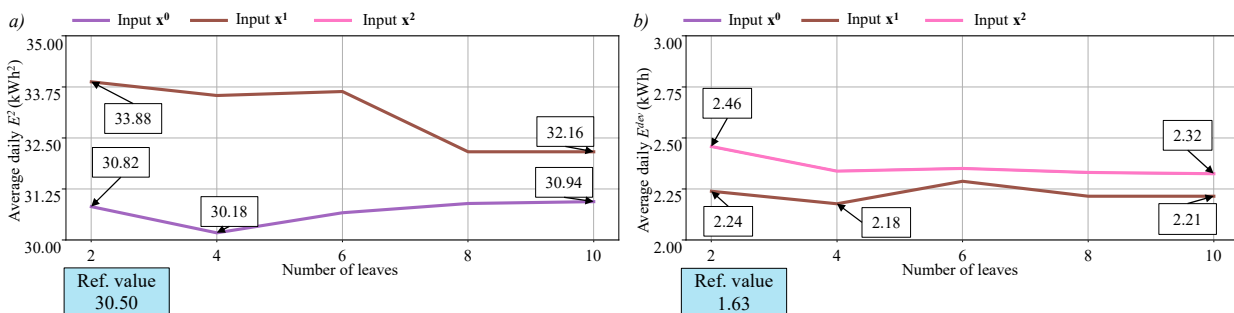 a)
Input x⁰ Input x¹ Input x²
Average daily E² (kWh²)
35.00
33.75
32.50
31.25
30.00
33.88
30.82
30.18
32.16
30.94
2 4 6 8 10
Number of leaves
Ref. value
30.50
b)
Input x⁰ Input x¹ Input x²
Average daily Eᵈᵉᵛ (kWh)
3.00
2.75
2.50
2.25
2.00
2.46
2.24
2.18
2.32
2.21
2 4 6 8 10
Number of leaves
Ref. value
1.63